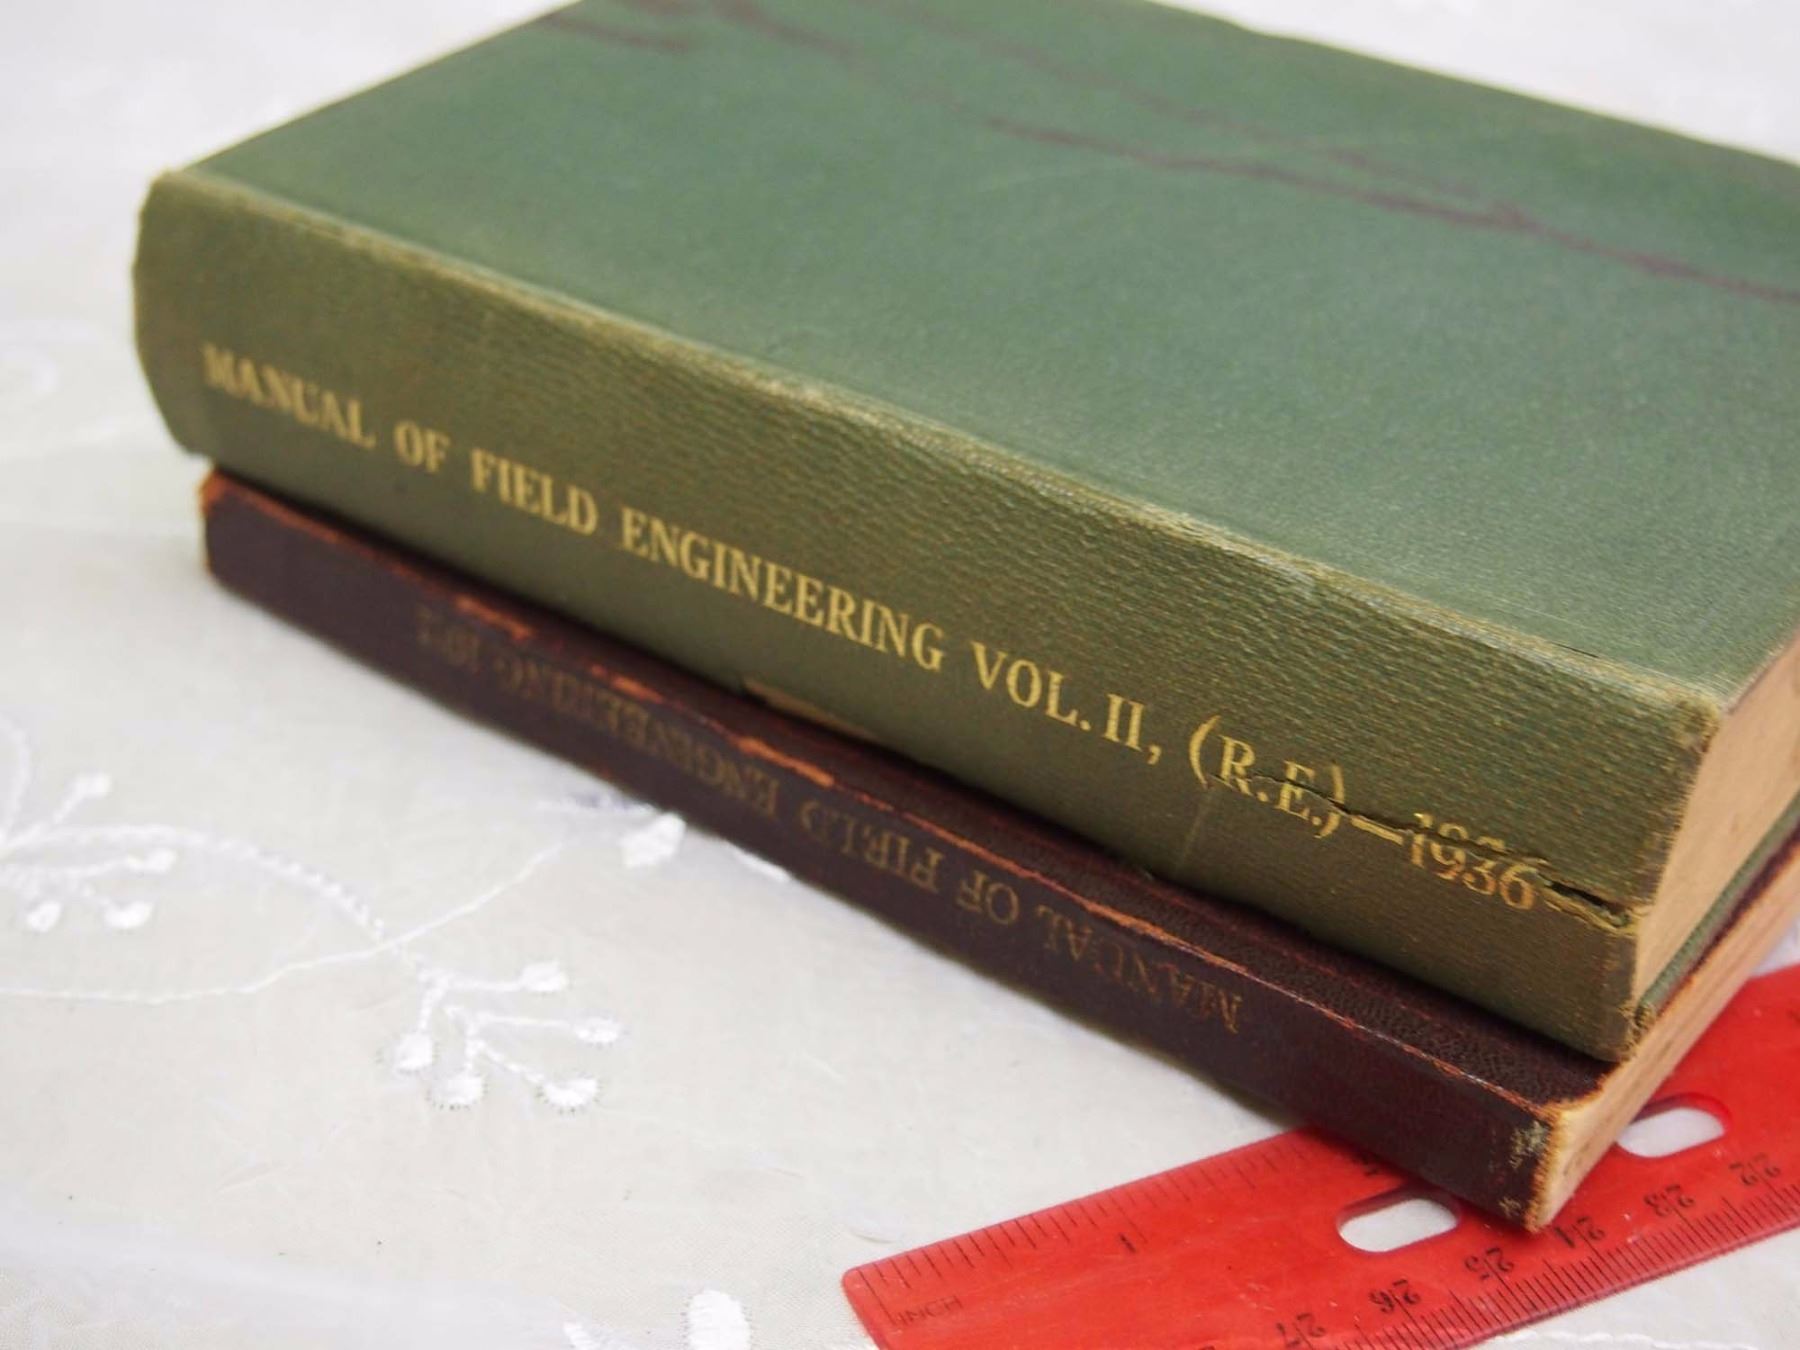 MANUAL OF FIELD ENGINEERING VOL. II, (R.E.)—1936
MANUAL OF FIELD ENGINEERING
INCH
1
22
23
24
25
26
27